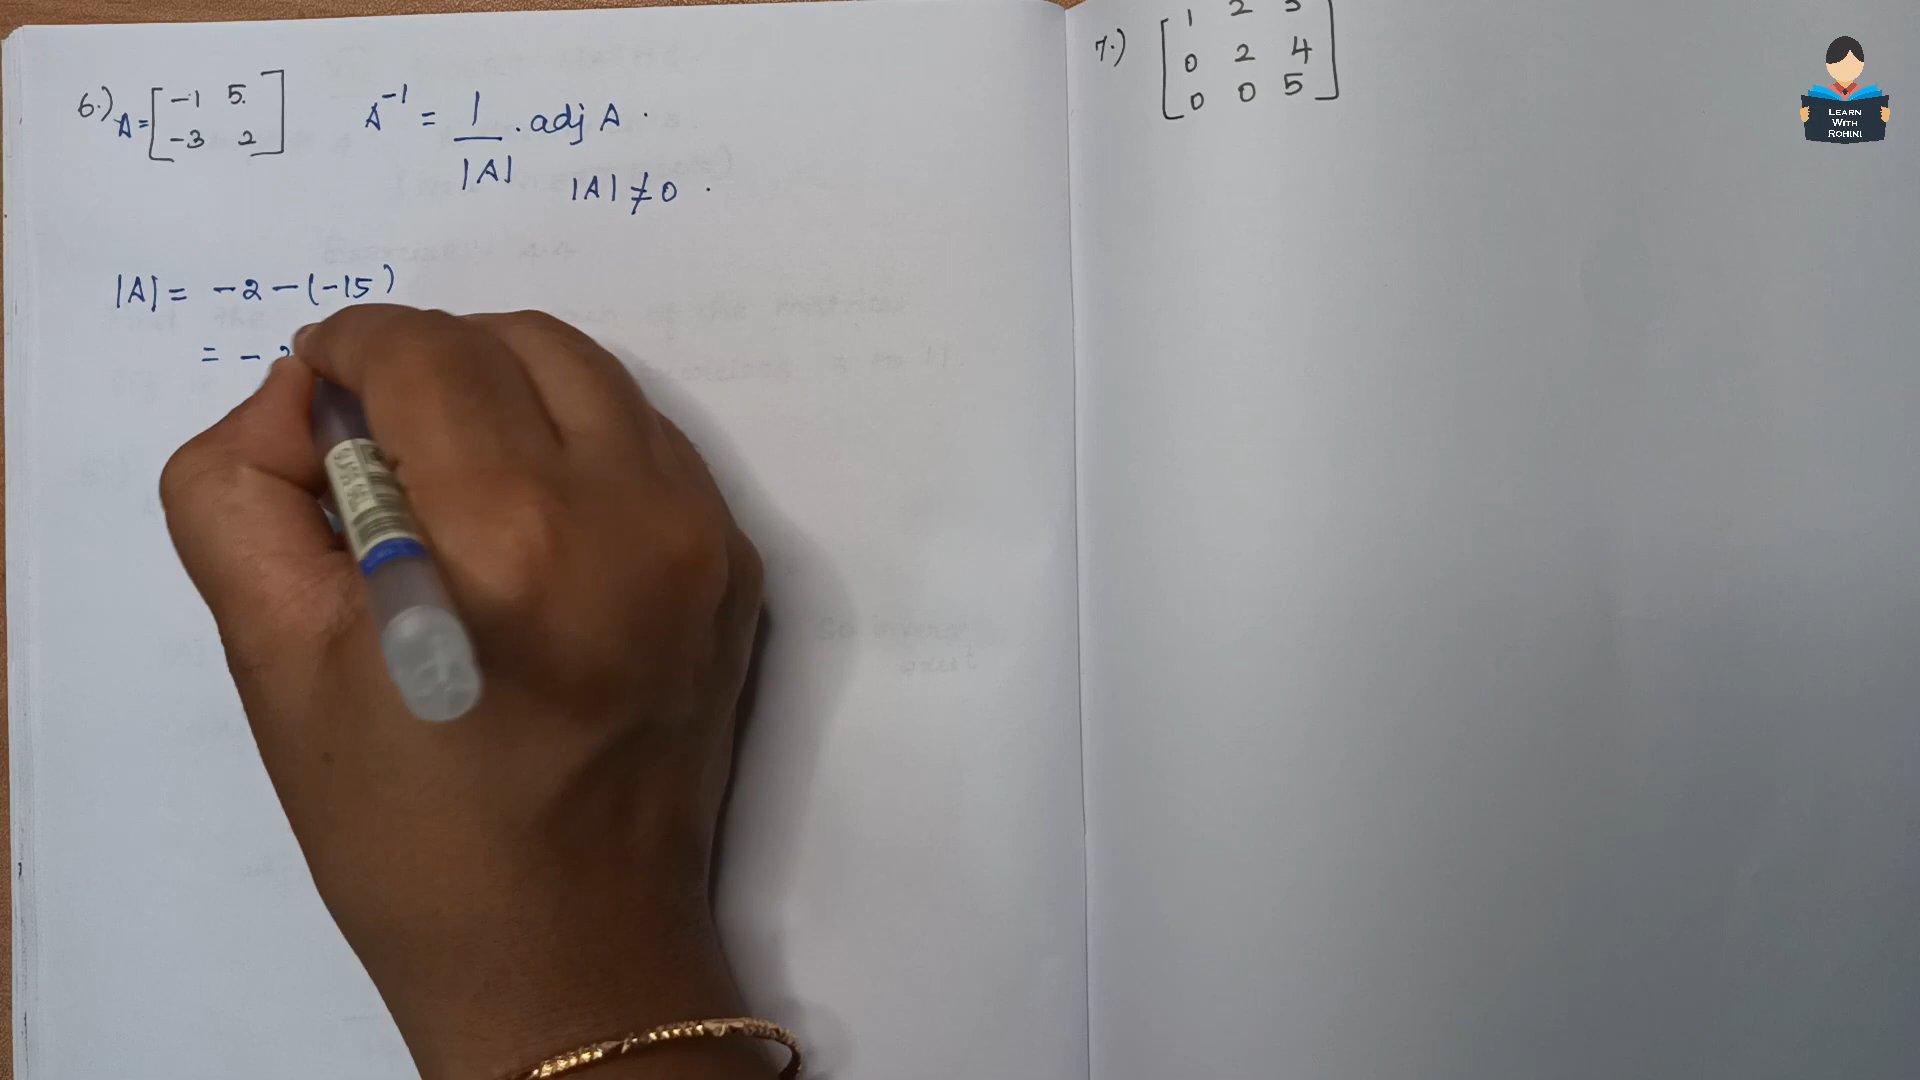 6.) A = [ -1 5
-3 2 ]
A⁻¹ = 1/|A| . adj A .
|A| ≠ 0 .
|A| = -2 - (-15)
= - 2
7.) [ 1 2 3
0 2 4
0 0 5 ]
LEARN
WITH
ROHINI